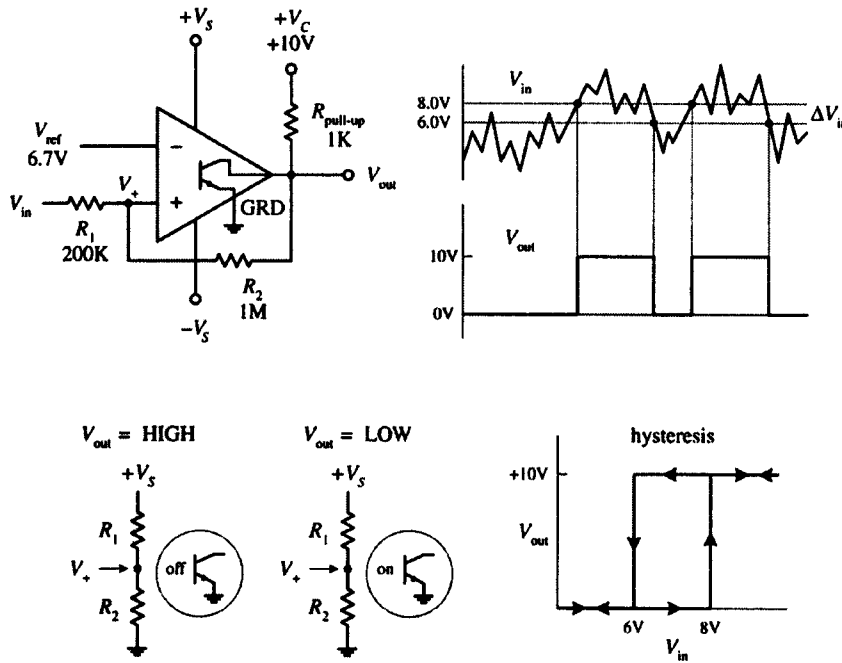 +V_S
+V_C
+10V
R_pull-up
1K
V_ref
6.7V
−
V_+
+
V_in
R_1
200K
GRD
V_out
R_2
1M
−V_S
V_in
8.0V
6.0V
ΔV_i
V_out
10V
0V
V_out = HIGH
+V_S
R_1
V_+
off
R_2
V_out = LOW
+V_S
R_1
V_+
on
R_2
hysteresis
+10V
V_out
6V
8V
V_in